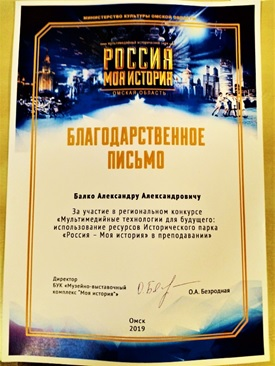 МИНИСТЕРСТВО КУЛЬТУРЫ ОМСКОЙ ОБЛАСТИ
РОССИЯ
МОЯ ИСТОРИЯ
ОМСКАЯ ОБЛАСТЬ
БЛАГОДАРСТВЕННОЕ
ПИСЬМО
Балко Александру Александровичу
За участие в региональном конкурсе
«Мультимедийные технологии для будущего:
использование ресурсов Исторического парка
«Россия – Моя история» в преподавании»
Директор
БУК «Музейно-выставочный
комплекс "Моя история"»
О.А. Безродная
Омск
2019